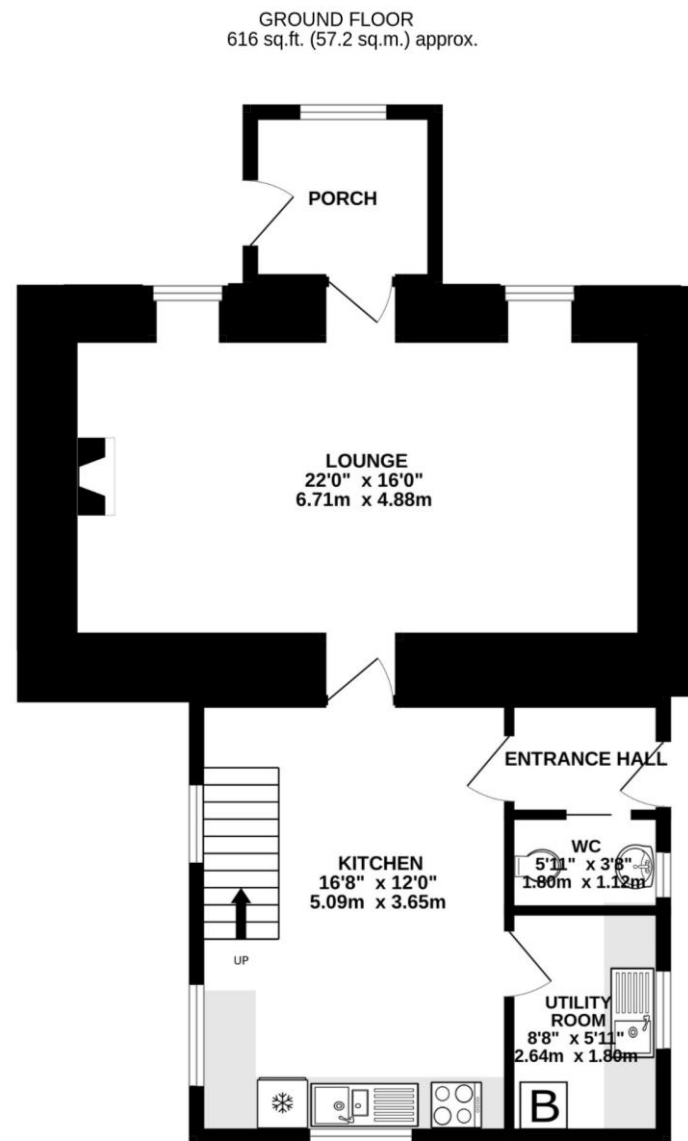 GROUND FLOOR
616 sq.ft. (57.2 sq.m.) approx.
PORCH
LOUNGE
22'0" x 16'0"
6.71m x 4.88m
ENTRANCE HALL
WC
5'11" x 3'8"
1.80m x 1.12m
KITCHEN
16'8" x 12'0"
5.09m x 3.65m
UP
UTILITY
ROOM
8'8" x 5'11"
2.64m x 1.80m
B